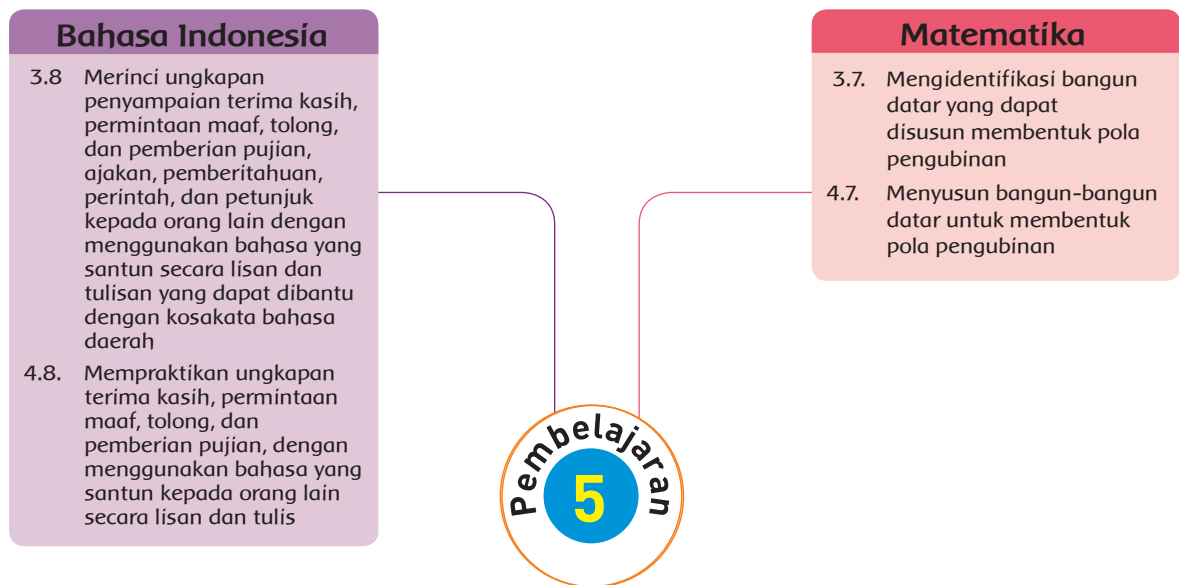 Bahasa Indonesia
3.8 Merinci ungkapan
penyampaian terima kasih,
permintaan maaf, tolong,
dan pemberian pujian,
ajakan, pemberitahuan,
perintah, dan petunjuk
kepada orang lain dengan
menggunakan bahasa yang
santun secara lisan dan
tulisan yang dapat dibantu
dengan kosakata bahasa
daerah
4.8. Mempraktikan ungkapan
terima kasih, permintaan
maaf, tolong, dan
pemberian pujian, dengan
menggunakan bahasa yang
santun kepada orang lain
secara lisan dan tulis
Matematika
3.7. Mengidentifikasi bangun
datar yang dapat
disusun membentuk pola
pengubinan
4.7. Menyusun bangun-bangun
datar untuk membentuk
pola pengubinan
Pembelajaran
5